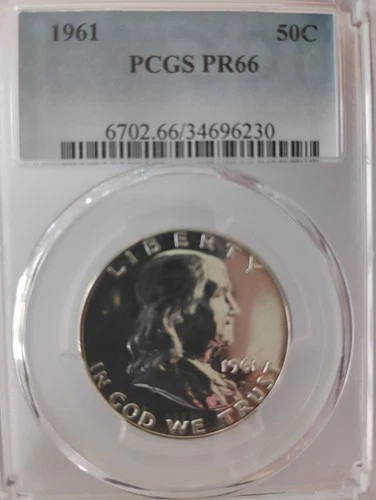 1961 50C
PCGS PR66
6702.66/34696230
LIBERTY
1961
IN GOD WE TRUST